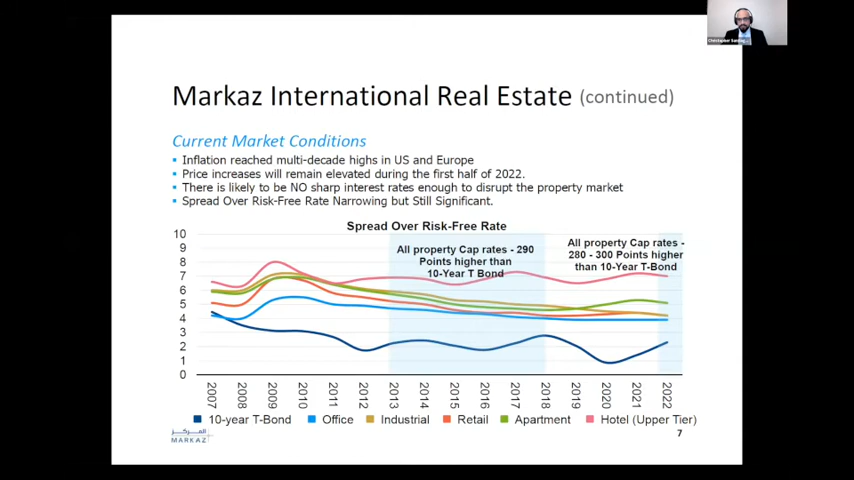 Markaz International Real Estate (continued)
Current Market Conditions
Inflation reached multi-decade highs in US and Europe
Price increases will remain elevated during the first half of 2022.
There is likely to be NO sharp interest rates enough to disrupt the property market
Spread Over Risk-Free Rate Narrowing but Still Significant.
Spread Over Risk-Free Rate
All property Cap rates - 290
Points higher than
10-Year T Bond
All property Cap rates -
280 - 300 Points higher
than 10-Year T-Bond
10
9
8
7
6
5
4
3
2
1
0
2007 2008 2009 2010 2011 2012 2013 2014 2015 2016 2017 2018 2019 2020 2021 2022
10-year T-Bond Office Industrial Retail Apartment Hotel (Upper Tier)
المركز
MARKAZ
7